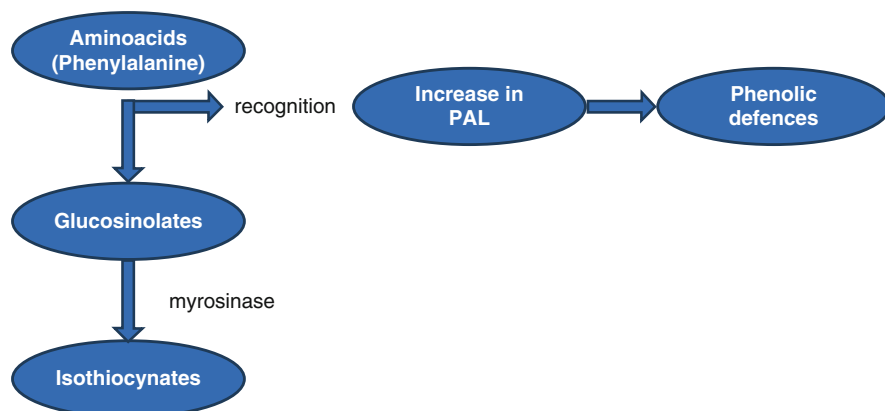 Aminoacids
(Phenylalanine)
recognition
Increase in
PAL
Phenolic
defences
Glucosinolates
myrosinase
Isothiocynates